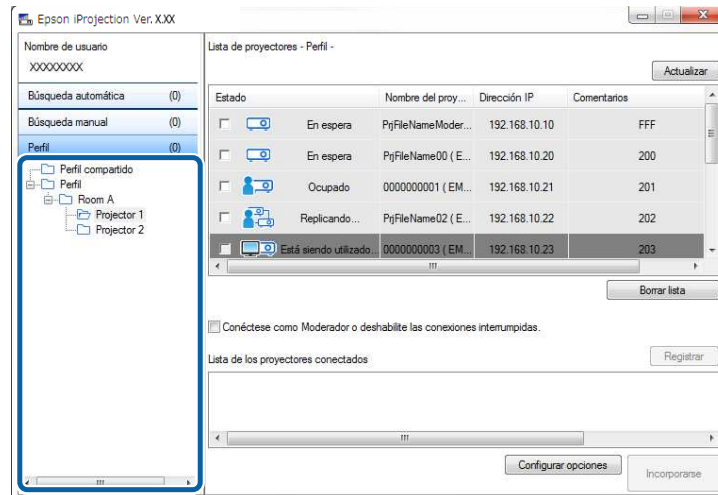 Epson iProjection Ver. X.XX
Nombre de usuario
XXXXXXXX
Búsqueda automática (0)
Búsqueda manual (0)
Perfil (0)
Perfil compartido
Perfil
Room A
Projector 1
Projector 2
Lista de proyectores - Perfil -
Actualizar
Estado Nombre del proy... Dirección IP Comentarios
En espera PrjFileNameModer... 192.168.10.10 FFF
En espera PrjFileName00 ( E... 192.168.10.20 200
Ocupado 0000000001 ( EM... 192.168.10.21 201
Replicando... PrjFileName02 ( E... 192.168.10.22 202
Está siendo utilizado... 0000000003 ( EM... 192.168.10.23 203
Borrar lista
Conéctese como Moderador o deshabilite las conexiones interrumpidas.
Lista de los proyectores conectados
Registrar
Configurar opciones
Incorporarse